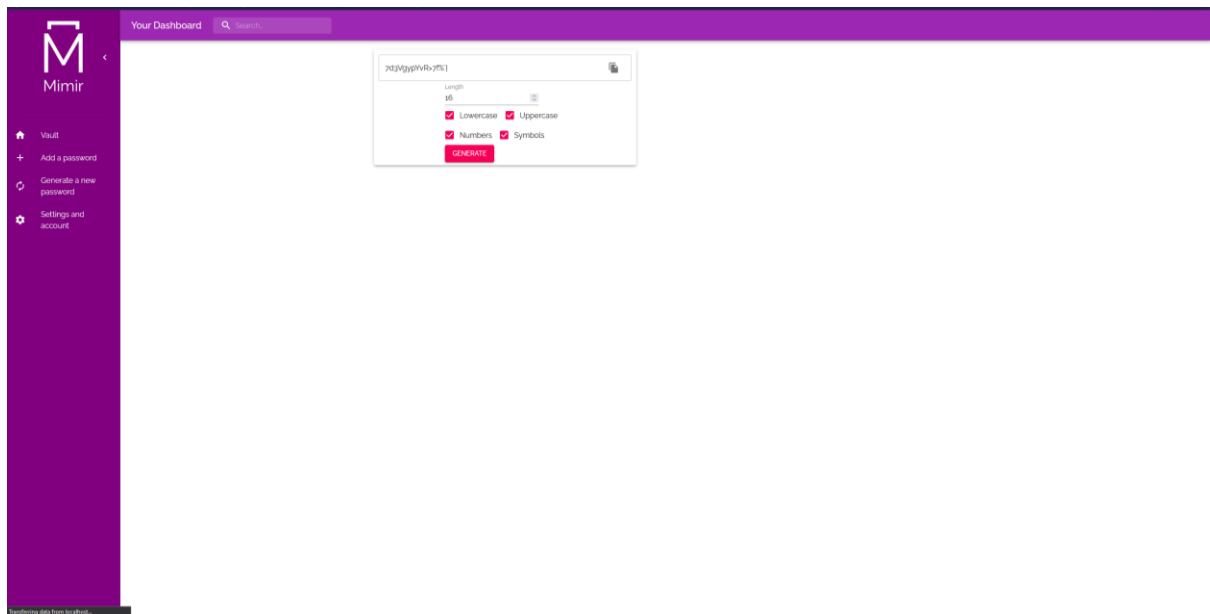 Your Dashboard
Search..
Mimir
Vault
Add a password
Generate a new
password
Settings and
account
Length
16
Lowercase
Uppercase
Numbers
Symbols
GENERATE
Transferring data from localhost...